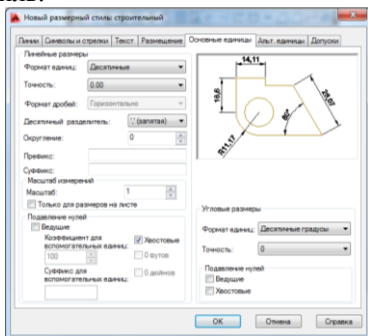 Новый размерный стиль: строительный
Линии
Символы и стрелки
Текст
Размещение
Основные единицы
Альт. единицы
Допуски
Линейные размеры
Формат единиц: Десятичные
Точность: 0.00
Формат дробей: Горизонтально
Десятичный разделитель: ',' (запятая)
Округление: 0
Префикс:
Суффикс:
Масштаб измерений
Масштаб: 1
Только для размеров на листе
Подавление нулей
Ведущие
Коэффициент для вспомогательных единиц:
100
Хвостовые
0 футов
Суффикс для вспомогательных единиц:
0 дюймов
14,11
16,6
28,07
60°
R11,17
Угловые размеры
Формат единиц: Десятичные градусы
Точность: 0
Подавление нулей
Ведущие
Хвостовые
ОК
Отмена
Справка